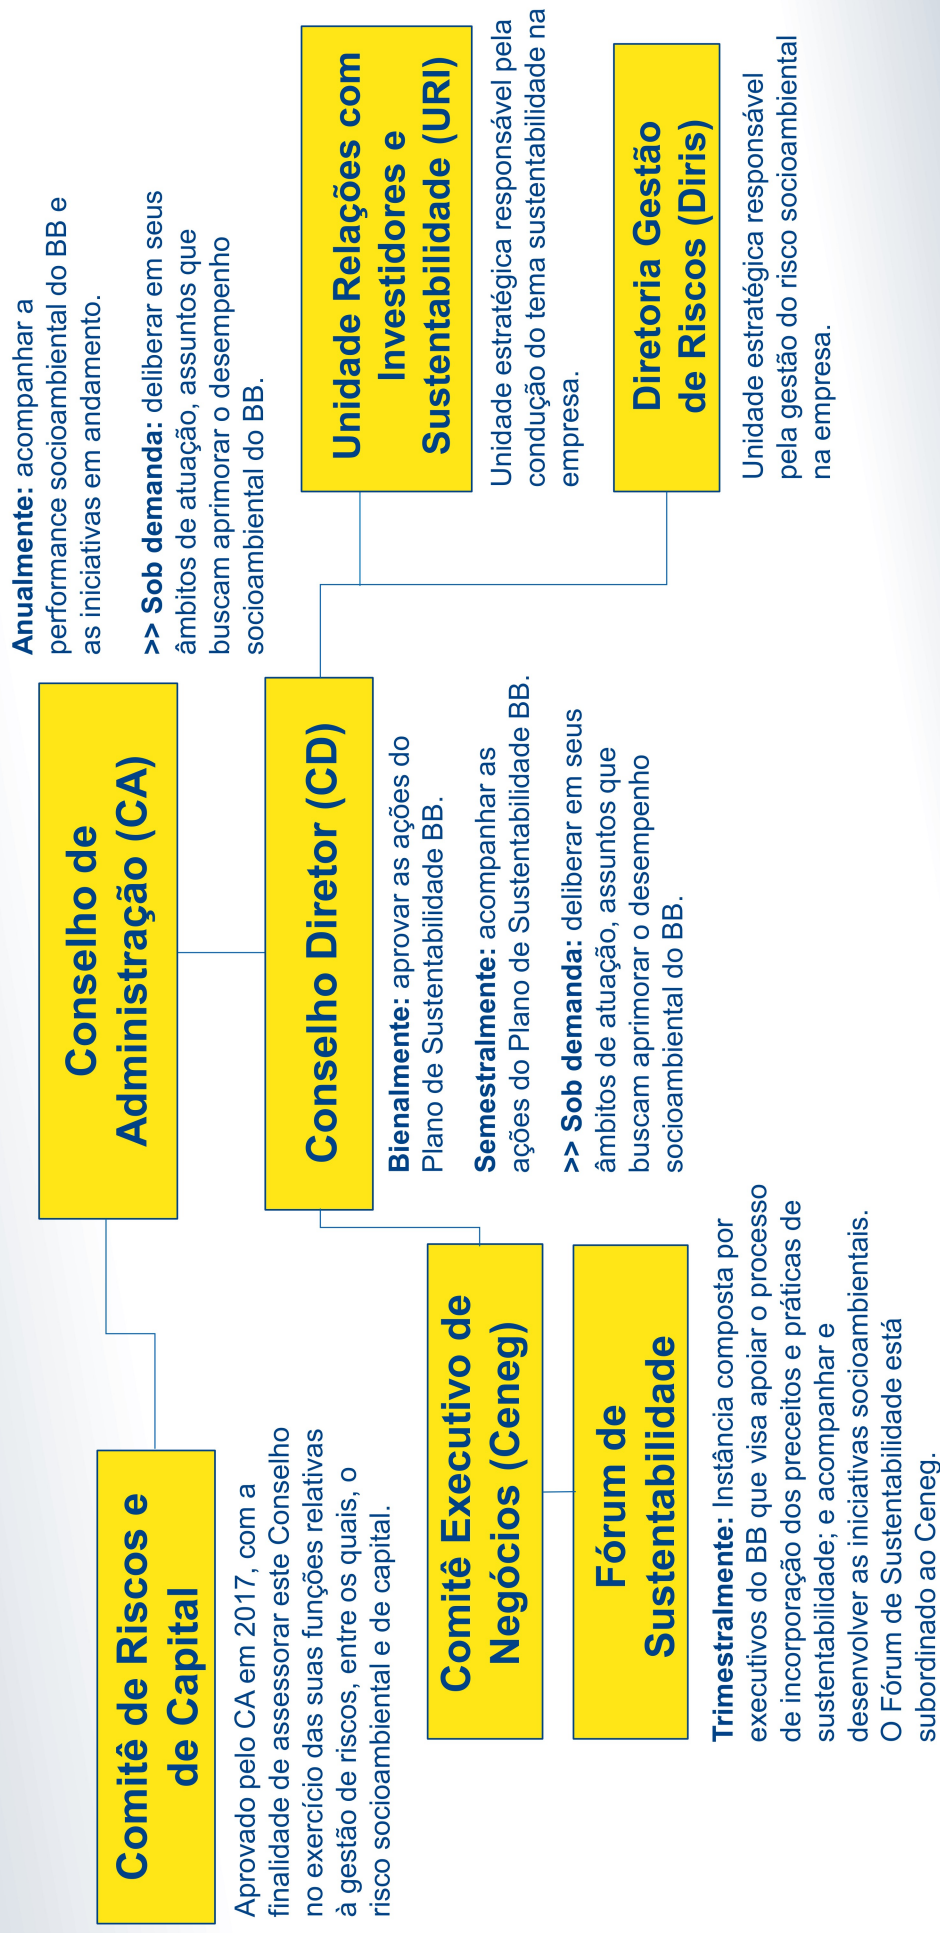 Conselho de
Administração (CA)
Anualmente: acompanhar a
performance socioambiental do BB e
as iniciativas em andamento.
>> Sob demanda: deliberar em seus
âmbitos de atuação, assuntos que
buscam aprimorar o desempenho
socioambiental do BB.
Comitê de Riscos e
de Capital
Aprovado pelo CA em 2017, com a
finalidade de assessorar este Conselho
no exercício das suas funções relativas
à gestão de riscos, entre os quais, o
risco socioambiental e de capital.
Conselho Diretor (CD)
Bienalmente: aprovar as ações do
Plano de Sustentabilidade BB.
Semestralmente: acompanhar as
ações do Plano de Sustentabilidade BB.
>> Sob demanda: deliberar em seus
âmbitos de atuação, assuntos que
buscam aprimorar o desempenho
socioambiental do BB.
Unidade Relações com
Investidores e
Sustentabilidade (URI)
Unidade estratégica responsável pela
condução do tema sustentabilidade na
empresa.
Comitê Executivo de
Negócios (Ceneg)
Fórum de
Sustentabilidade
Trimestralmente: Instância composta por
executivos do BB que visa apoiar o processo
de incorporação dos preceitos e práticas de
sustentabilidade; e acompanhar e
desenvolver as iniciativas socioambientais.
O Fórum de Sustentabilidade está
subordinado ao Ceneg.
Diretoria Gestão
de Riscos (Diris)
Unidade estratégica responsável
pela gestão do risco socioambiental
na empresa.